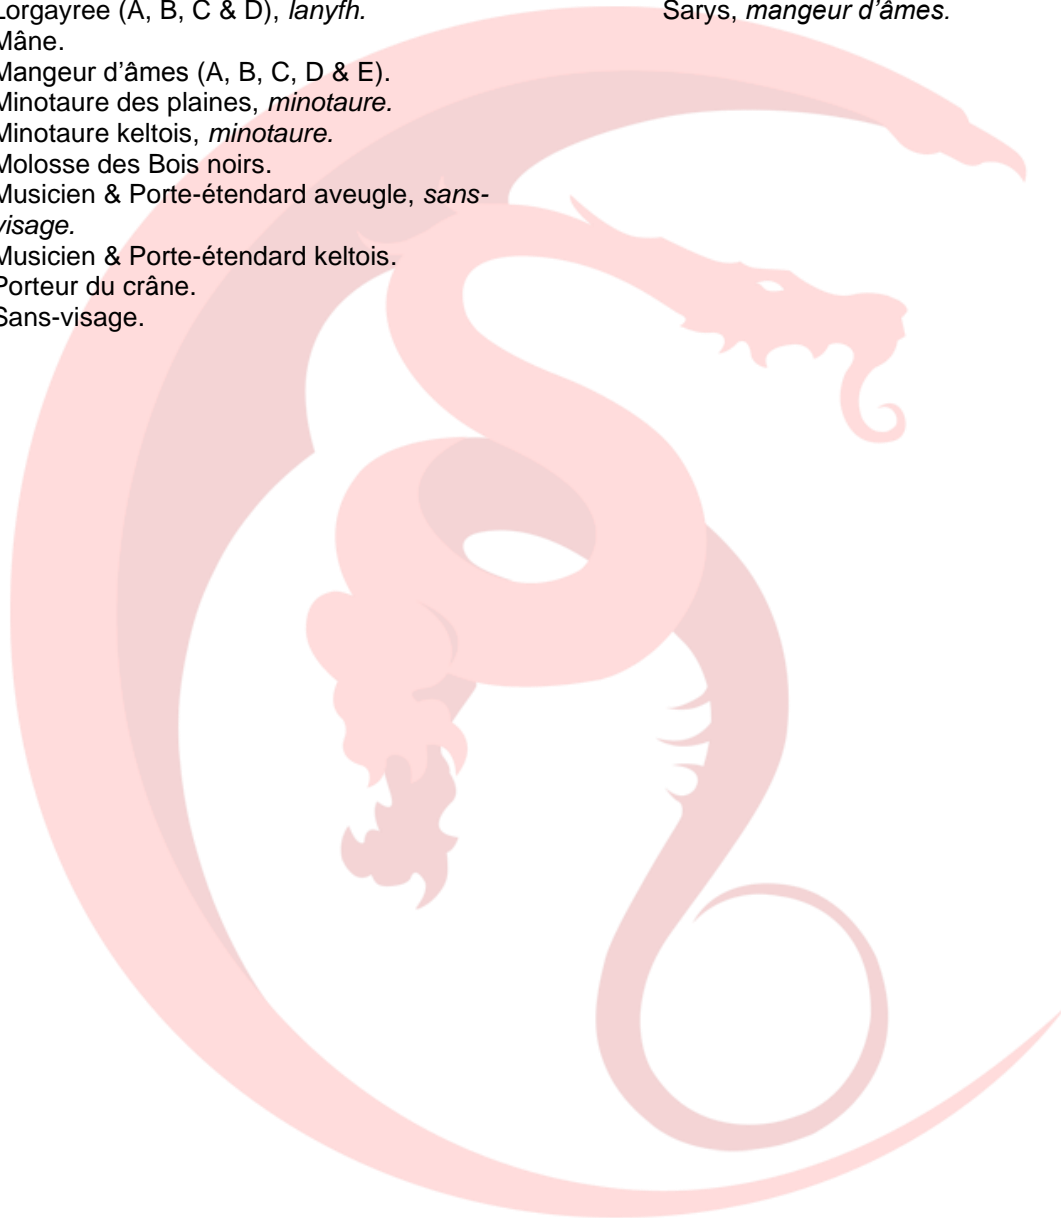 Lorgayree (A, B, C & D), lanyfh.
Mâne.
Mangeur d’âmes (A, B, C, D & E).
Minotaure des plaines, minotaure.
Minotaure keltois, minotaure.
Molosse des Bois noirs.
Musicien & Porte-étendard aveugle, sans-
visage.
Musicien & Porte-étendard keltois.
Porteur du crâne.
Sans-visage.
Sarys, mangeur d’âmes.